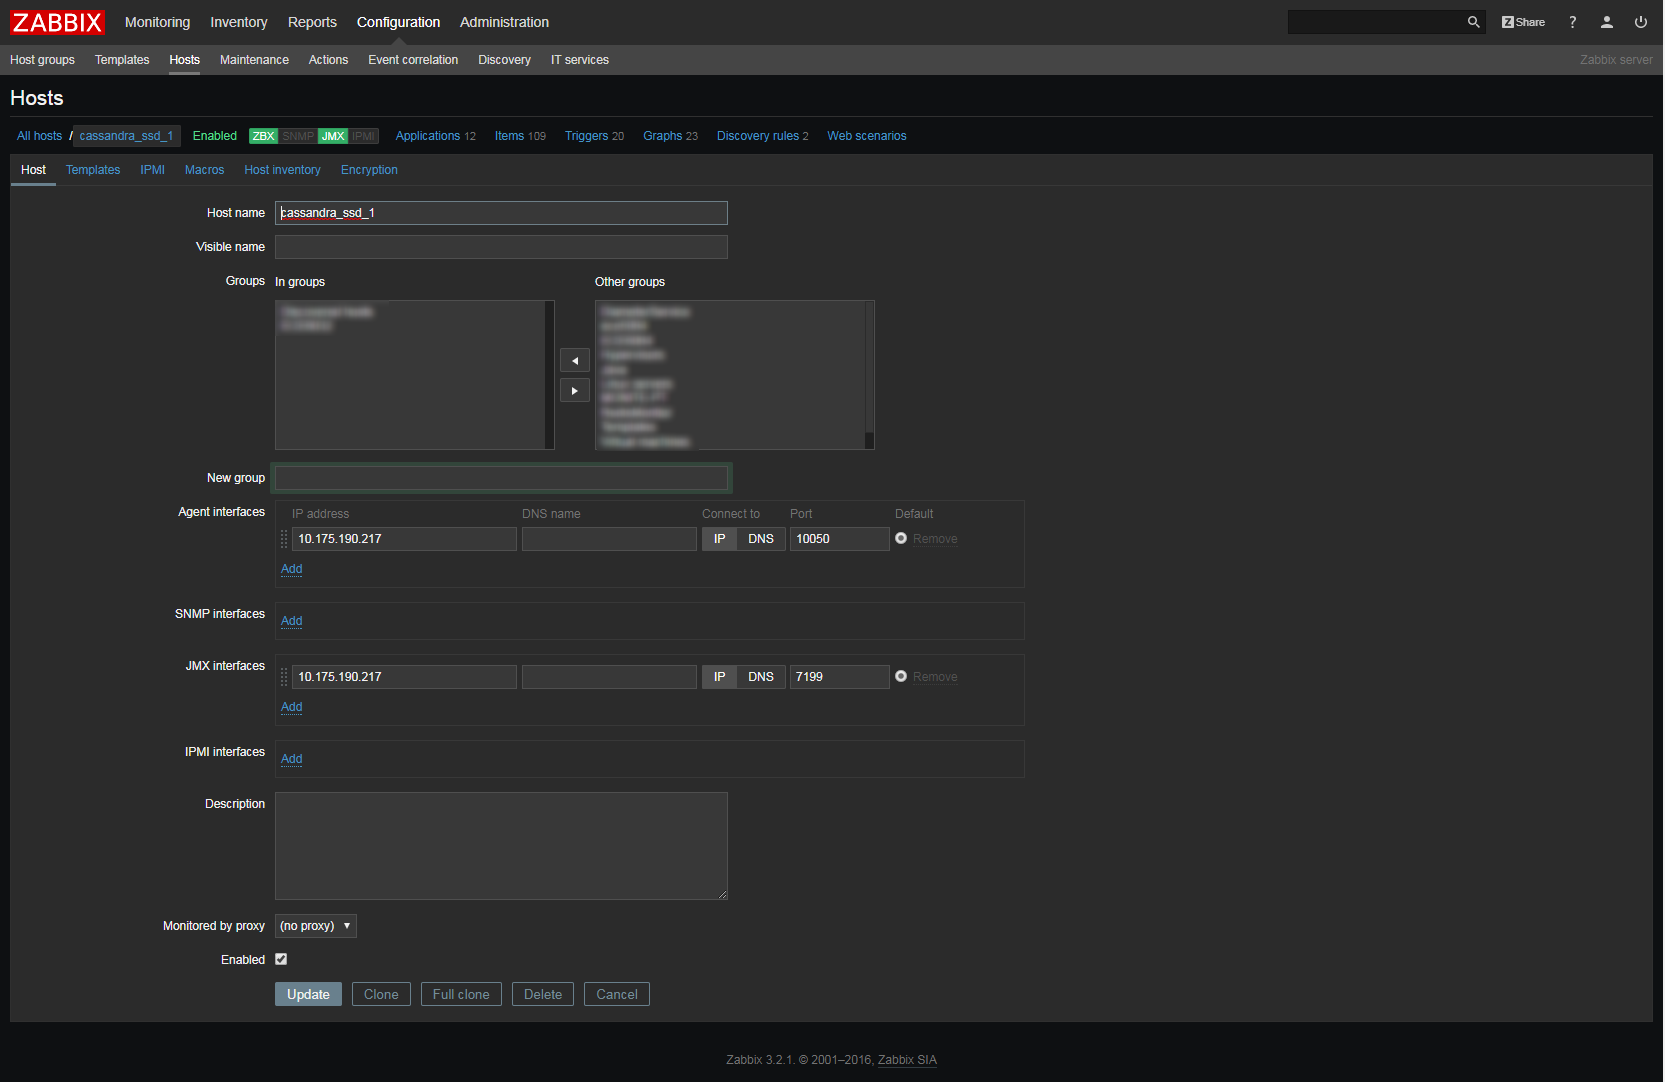 ZABBIX Monitoring Inventory Reports Configuration Administration Z Share ?
Host groups Templates Hosts Maintenance Actions Event correlation Discovery IT services Zabbix server
Hosts
All hosts / cassandra_ssd_1 Enabled ZBX SNMP JMX IPMI Applications 12 Items 109 Triggers 20 Graphs 23 Discovery rules 2 Web scenarios
Host Templates IPMI Macros Host inventory Encryption
Host name cassandra_ssd_1
Visible name
Groups In groups Other groups
New group
Agent interfaces IP address DNS name Connect to Port Default
10.175.190.217 IP DNS 10050 Remove
Add
SNMP interfaces Add
JMX interfaces 10.175.190.217 IP DNS 7199 Remove
Add
IPMI interfaces Add
Description
Monitored by proxy (no proxy)
Enabled
Update Clone Full clone Delete Cancel
Zabbix 3.2.1. © 2001–2016, Zabbix SIA